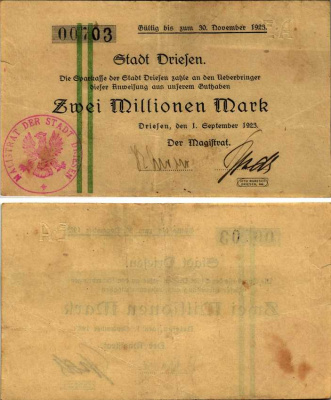 Gültig bis zum 30. November 1923.
00703
Stadt Driesen.
Die Sparkasse der Stadt Driesen zahle an den Ueberbringer
dieser Anweisung aus unserem Guthaben
Zwei Millionen Mark
Driesen, den 1. September 1923.
Der Magistrat.
MAGISTRAT DER STADT DRIESEN